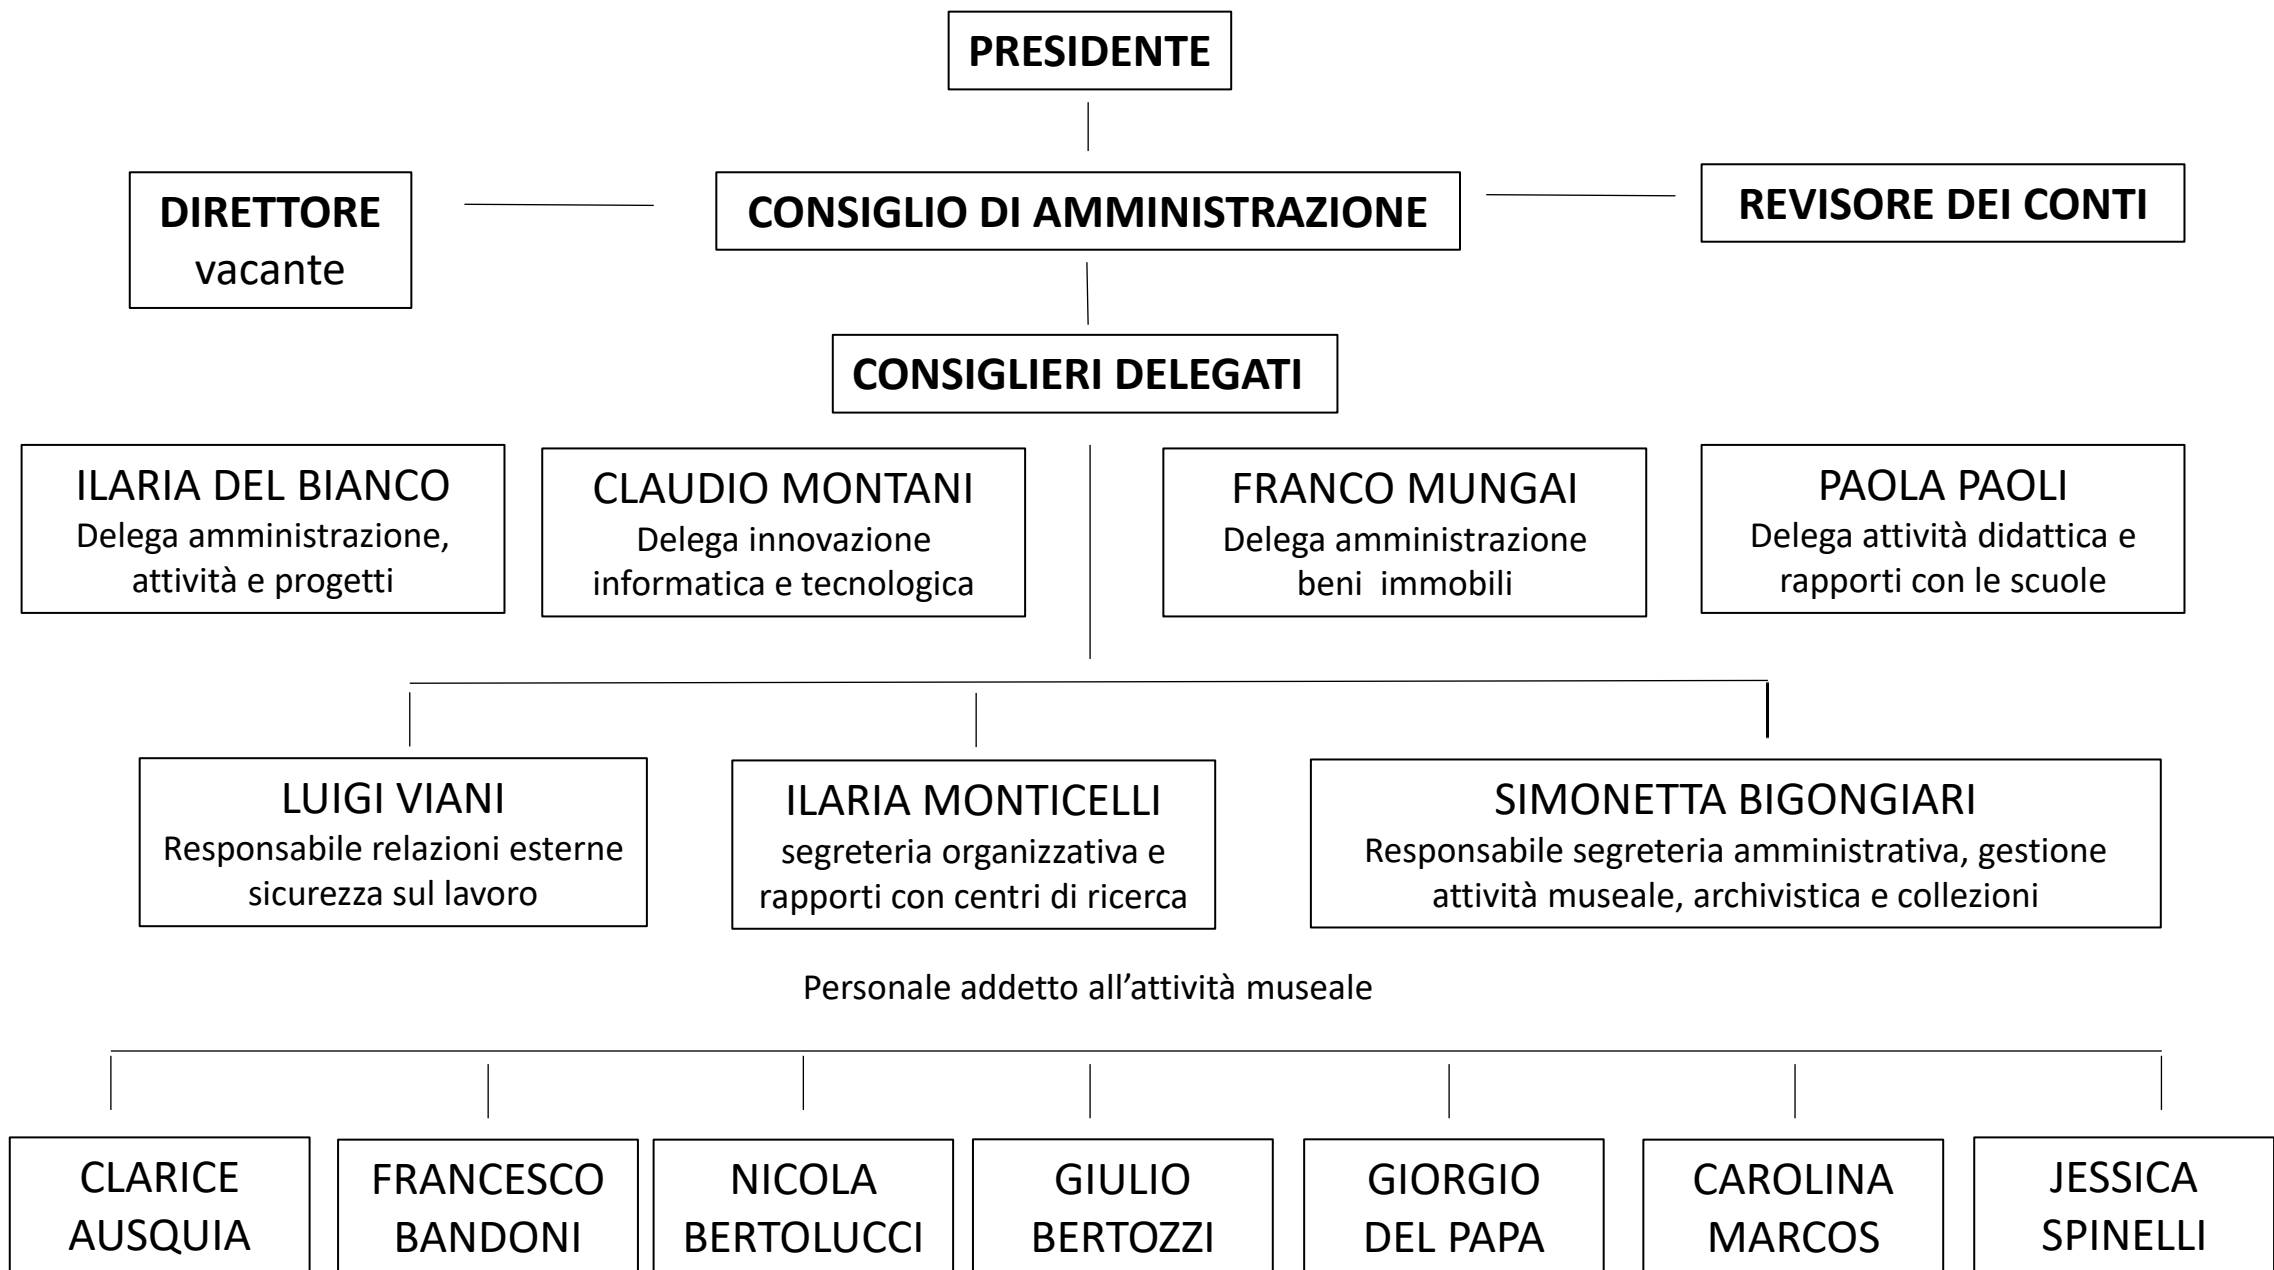 PRESIDENTE
DIRETTORE
vacante
CONSIGLIO DI AMMINISTRAZIONE
REVISORE DEI CONTI
CONSIGLIERI DELEGATI
ILARIA DEL BIANCO
Delega amministrazione,
attività e progetti
CLAUDIO MONTANI
Delega innovazione
informatica e tecnologica
FRANCO MUNGAI
Delega amministrazione
beni immobili
PAOLA PAOLI
Delega attività didattica e
rapporti con le scuole
LUIGI VIANI
Responsabile relazioni esterne
sicurezza sul lavoro
ILARIA MONTICELLI
segreteria organizzativa e
rapporti con centri di ricerca
SIMONETTA BIGONGIARI
Responsabile segreteria amministrativa, gestione
attività museale, archivistica e collezioni
Personale addetto all’attività museale
CLARICE
AUSQUIA
FRANCESCO
BANDONI
NICOLA
BERTOLUCCI
GIULIO
BERTOZZI
GIORGIO
DEL PAPA
CAROLINA
MARCOS
JESSICA
SPINELLI